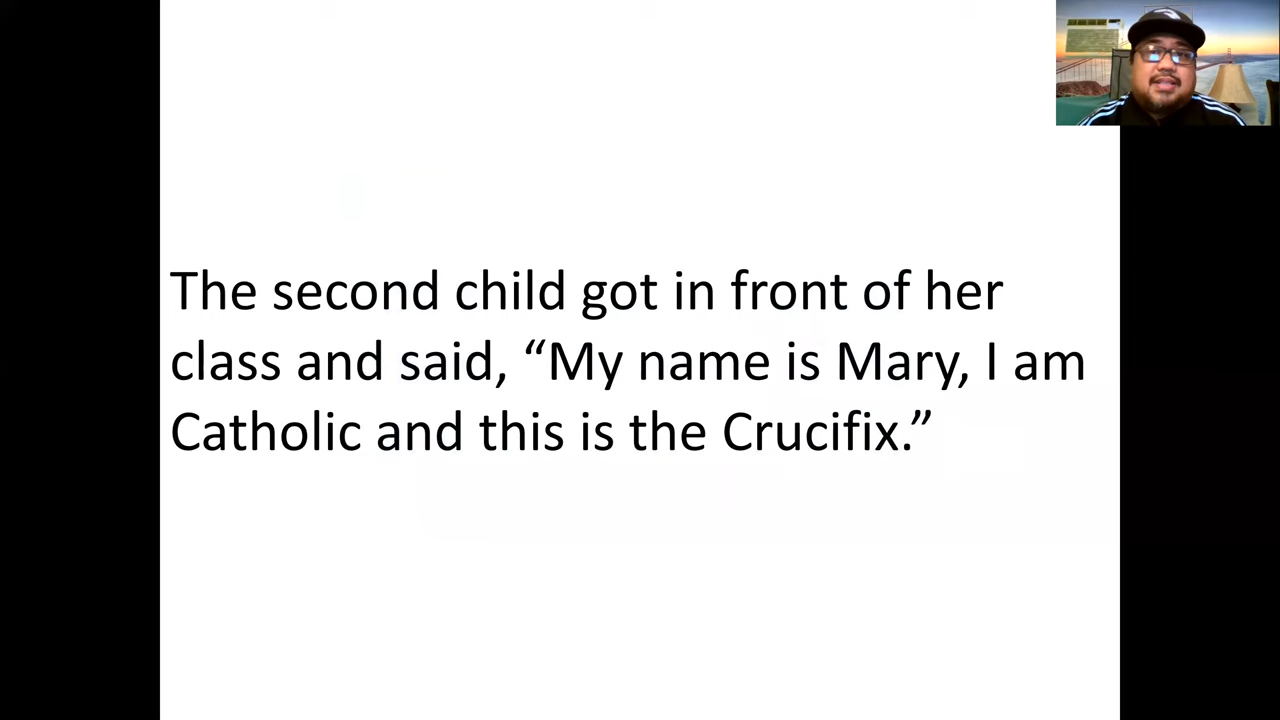 The second child got in front of her
class and said, “My name is Mary, I am
Catholic and this is the Crucifix.”